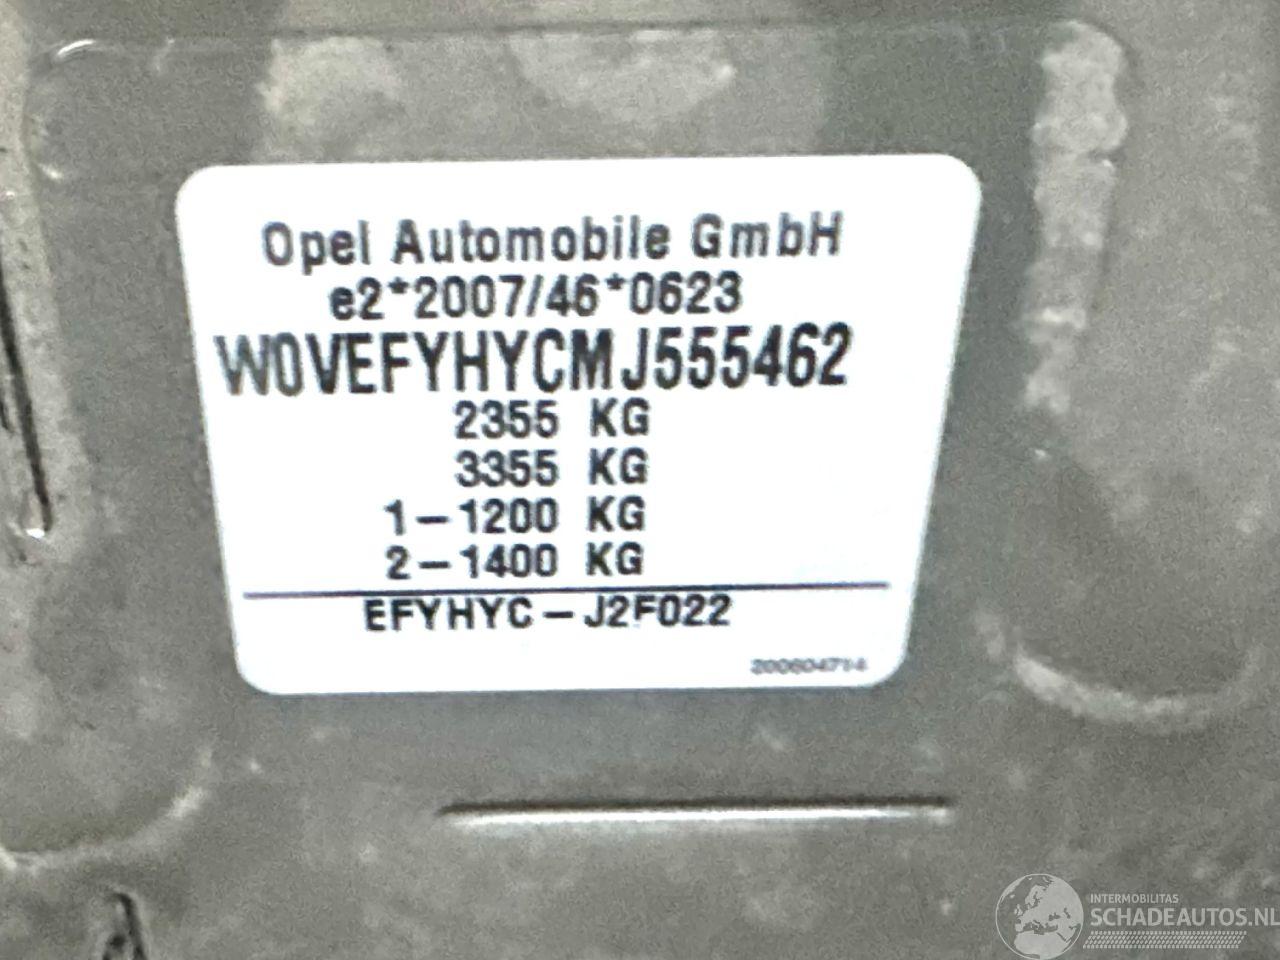 Opel Automobile GmbH
e2*2007/46*0623
W0VEFYHYCMJ555462
2355 KG
3355 KG
1-1200 KG
2-1400 KG
EFYHYC-J2F022
INTERMOBILITAS
SCHADEAUTOS.NL